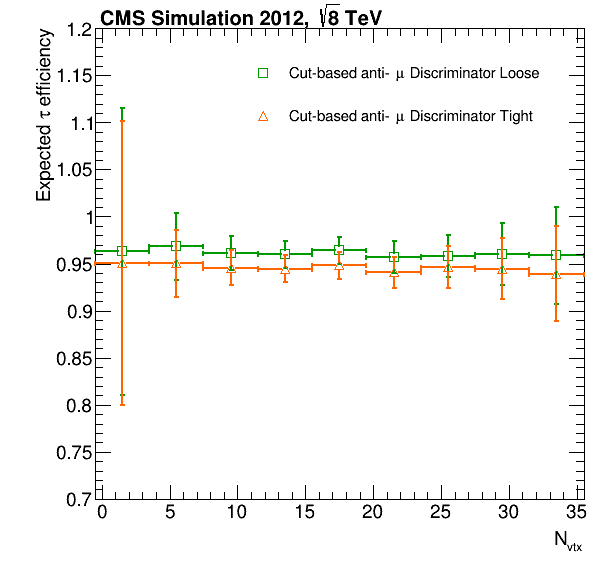 CMS Simulation 2012, √8 TeV
Expected τ efficiency
1.2
1.15
1.1
1.05
1
0.95
0.9
0.85
0.8
0.75
0.7
Cut-based anti- μ Discriminator Loose
Cut-based anti- μ Discriminator Tight
0 5 10 15 20 25 30 35
N_vtx